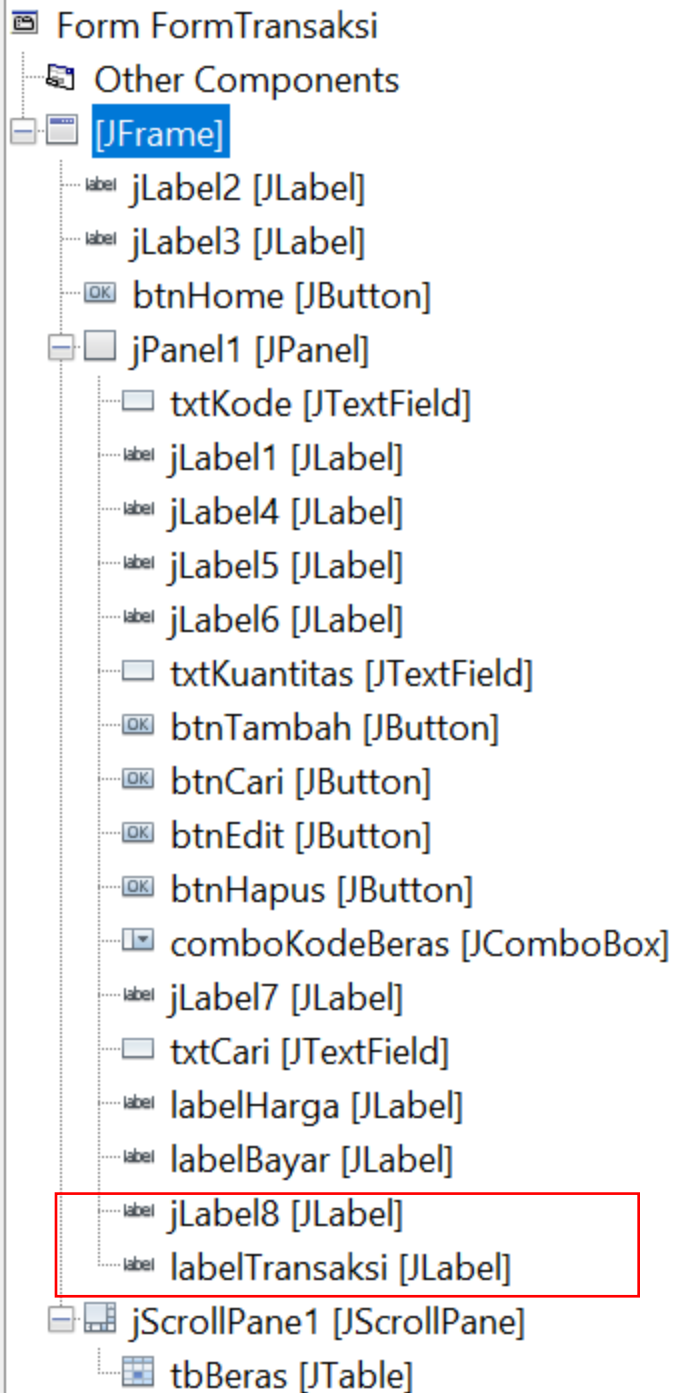 Form FormTransaksi
Other Components
[JFrame]
label jLabel2 [JLabel]
label jLabel3 [JLabel]
OK btnHome [JButton]
jPanel1 [JPanel]
txtKode [JTextField]
label jLabel1 [JLabel]
label jLabel4 [JLabel]
label jLabel5 [JLabel]
label jLabel6 [JLabel]
txtKuantitas [JTextField]
OK btnTambah [JButton]
OK btnCari [JButton]
OK btnEdit [JButton]
OK btnHapus [JButton]
comboKodeBeras [JComboBox]
label jLabel7 [JLabel]
txtCari [JTextField]
label labelHarga [JLabel]
label labelBayar [JLabel]
label jLabel8 [JLabel]
label labelTransaksi [JLabel]
jScrollPane1 [JScrollPane]
tbBeras [JTable]